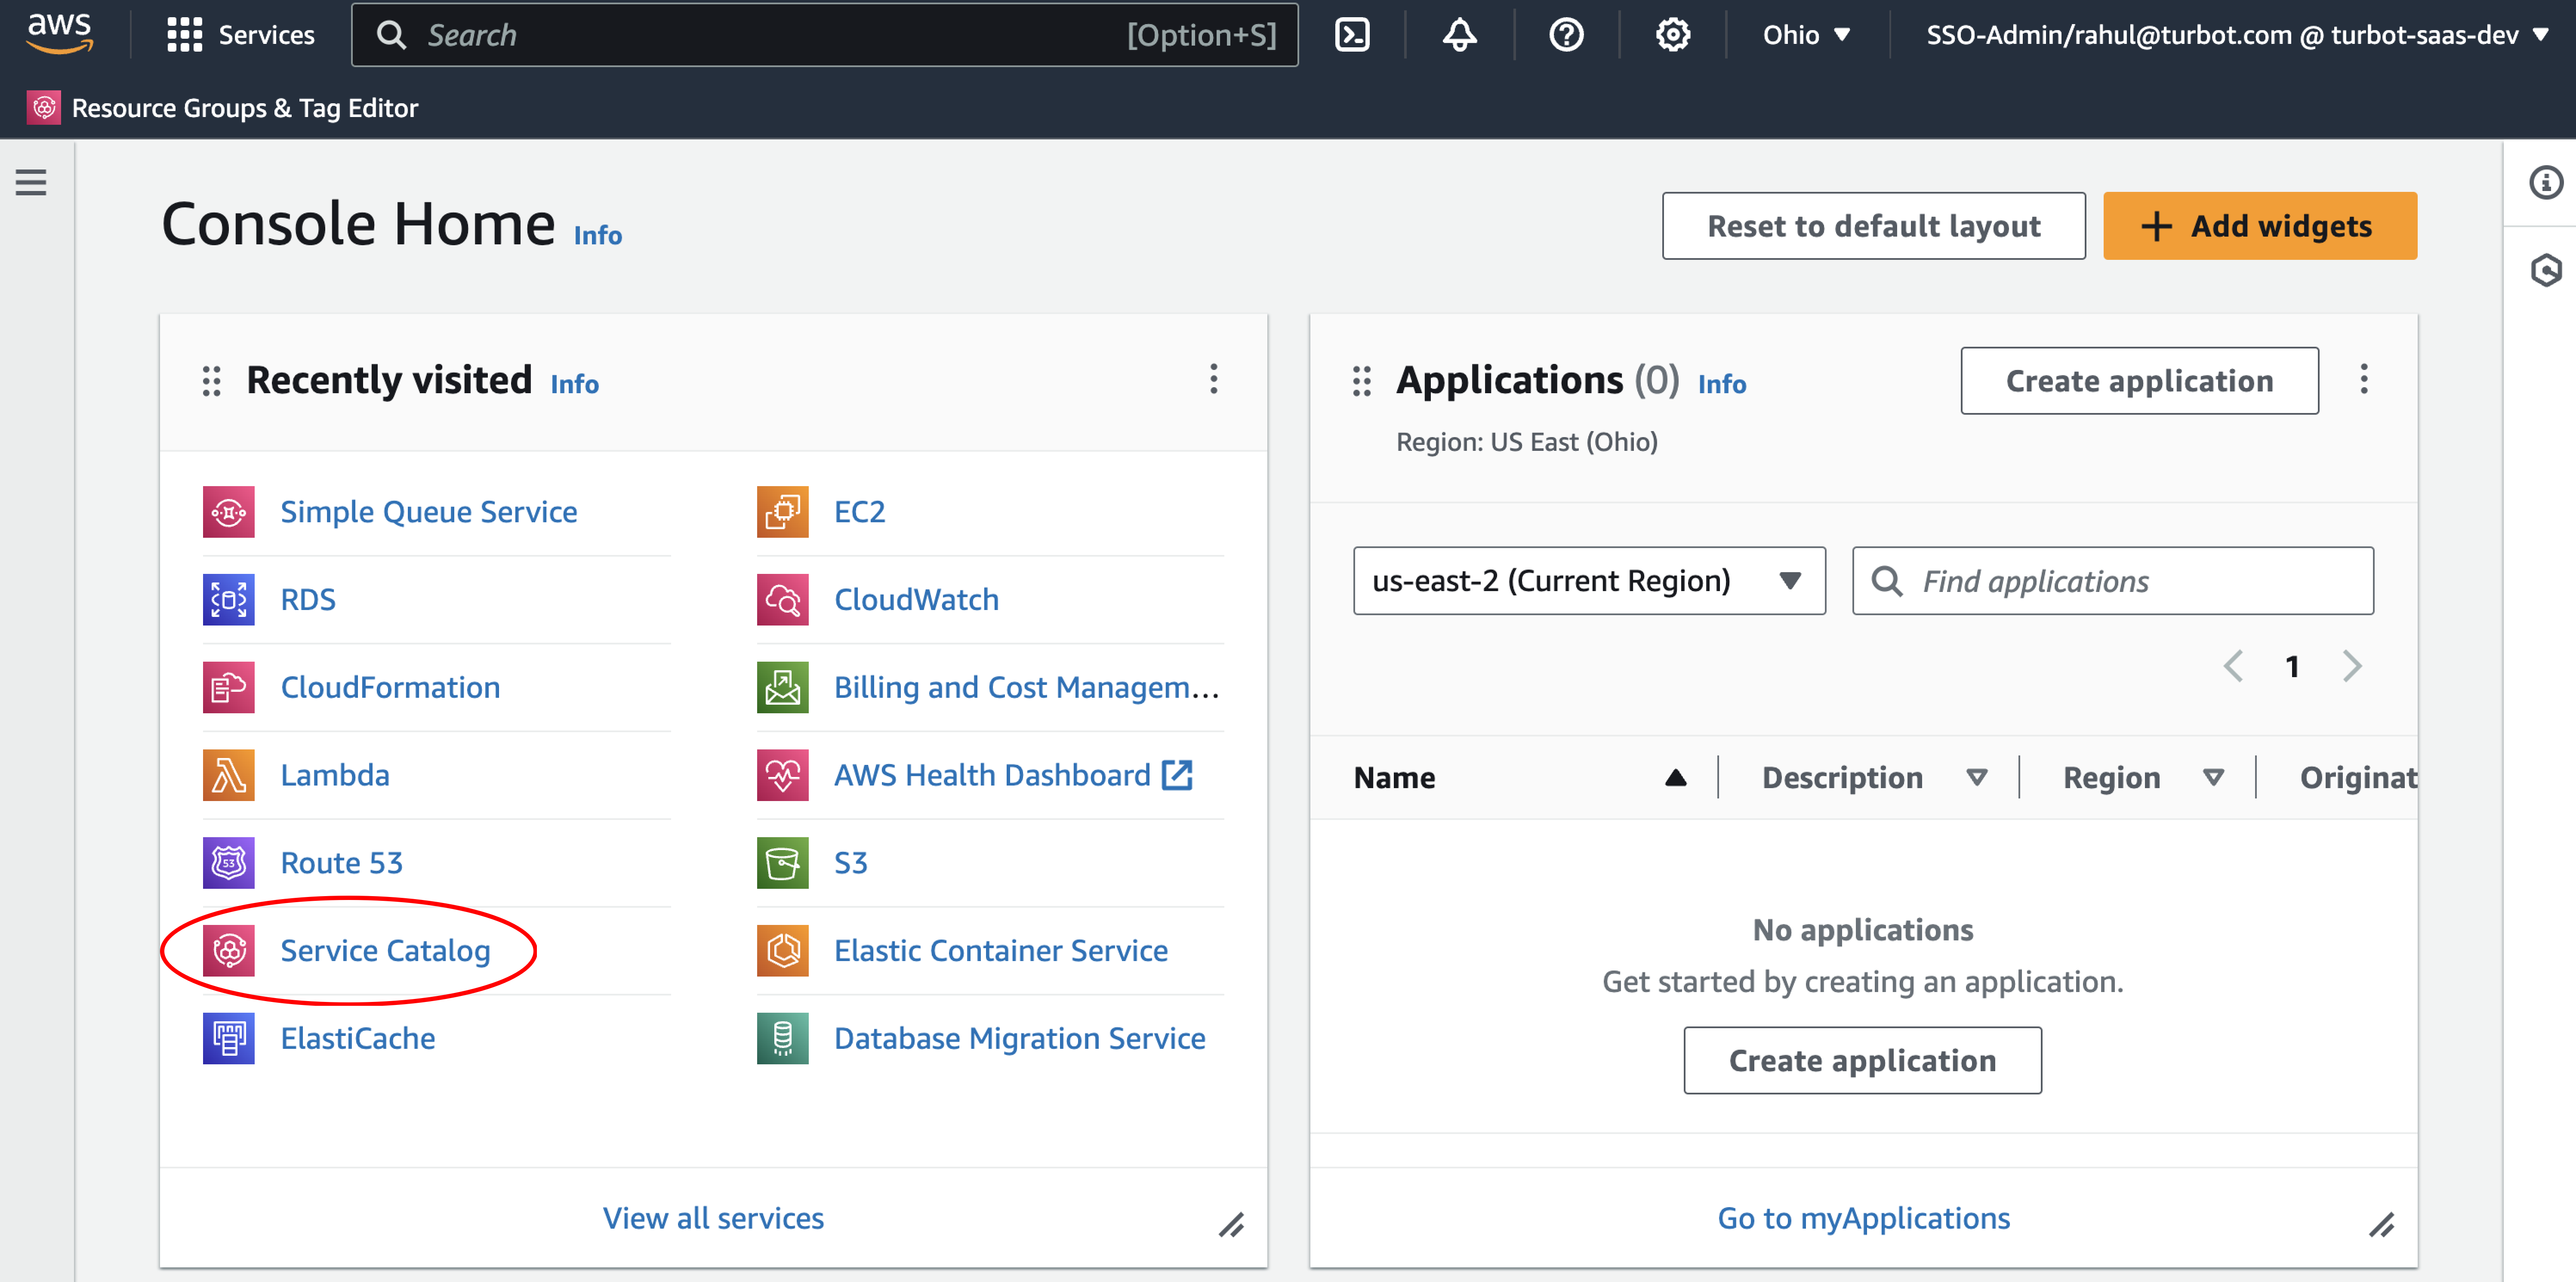 aws
Services
Search
[Option+S]
Ohio
SSO-Admin/rahul@turbot.com @ turbot-saas-dev
Resource Groups & Tag Editor
Console Home Info
Reset to default layout
Add widgets
Recently visited Info
Simple Queue Service
EC2
RDS
CloudWatch
CloudFormation
Billing and Cost Managem...
Lambda
AWS Health Dashboard
53
Route 53
S3
Service Catalog
Elastic Container Service
ElastiCache
Database Migration Service
View all services
Applications (0) Info
Create application
Region: US East (Ohio)
us-east-2 (Current Region)
Find applications
1
Name
Description
Region
Originat
No applications
Get started by creating an application.
Create application
Go to myApplications